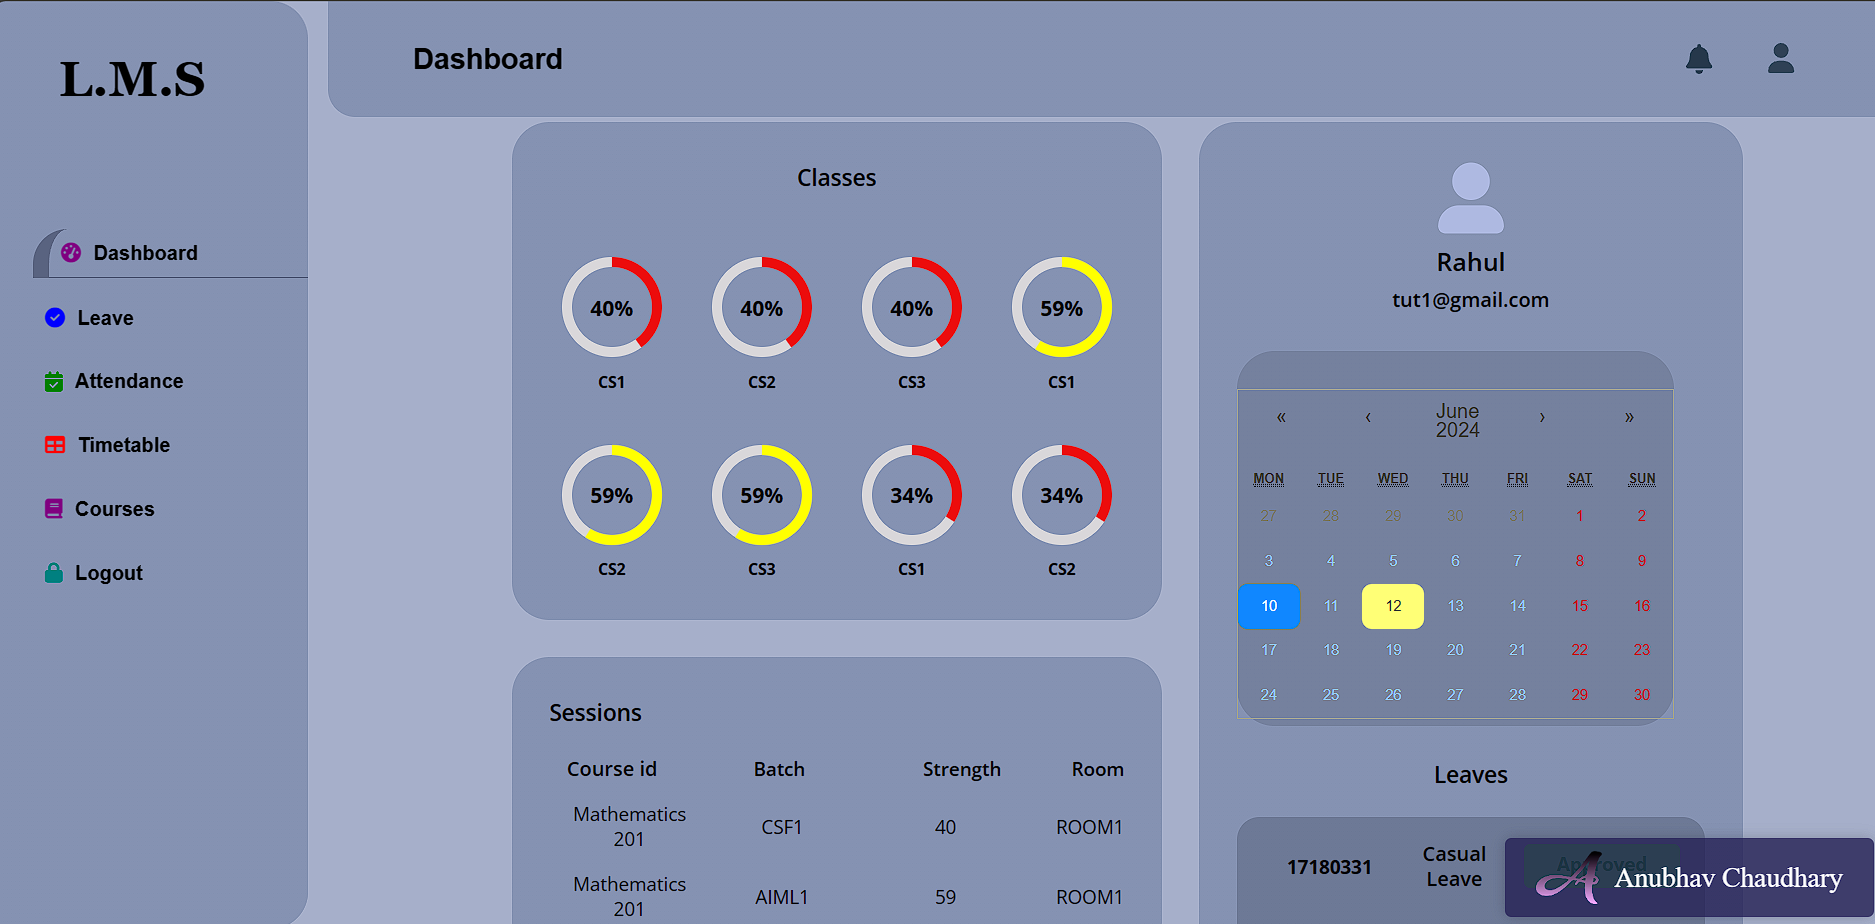 L.M.S
Dashboard
Leave
Attendance
Timetable
Courses
Logout
Dashboard
Classes
40% 40% 40% 59%
CS1 CS2 CS3 CS1
59% 59% 34% 34%
CS2 CS3 CS1 CS2
Sessions
Course id Batch Strength Room
Mathematics
201 CSF1 40 ROOM1
Mathematics
201 AIML1 59 ROOM1
Rahul
tut1@gmail.com
« ‹ June › »
2024
MON TUE WED THU FRI SAT SUN
27 28 29 30 31 1 2
3 4 5 6 7 8 9
10 11 12 13 14 15 16
17 18 19 20 21 22 23
24 25 26 27 28 29 30
Leaves
17180331 Casual Approved
Leave
Anubhav Chaudhary